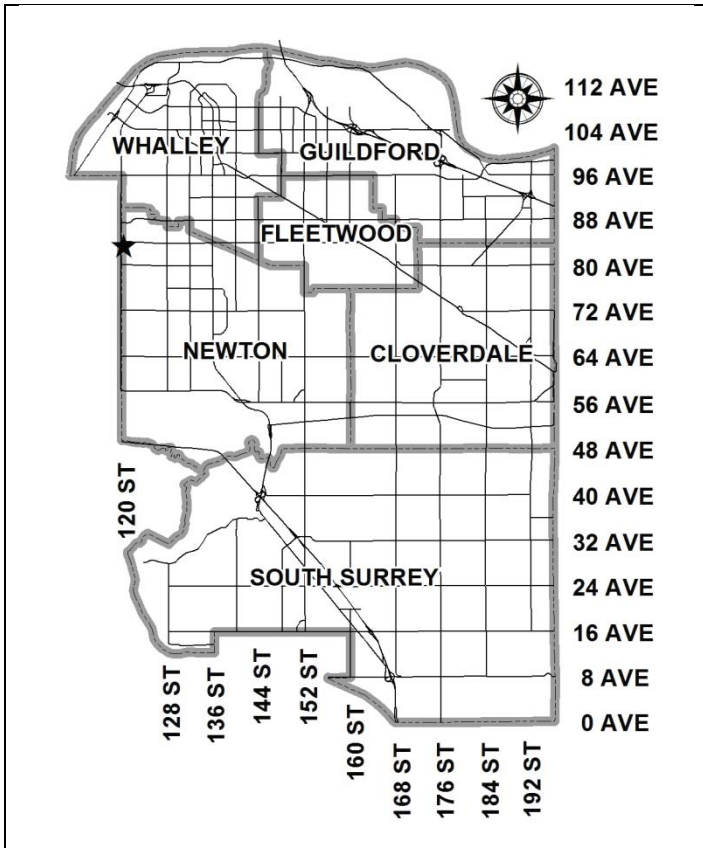 112 AVE
104 AVE
WHALLEY
GUILDFORD
96 AVE
88 AVE
FLEETWOOD
80 AVE
72 AVE
NEWTON
CLOVERDALE
64 AVE
56 AVE
48 AVE
120 ST
40 AVE
32 AVE
SOUTH SURREY
24 AVE
16 AVE
8 AVE
0 AVE
128 ST
136 ST
144 ST
152 ST
160 ST
168 ST
176 ST
184 ST
192 ST